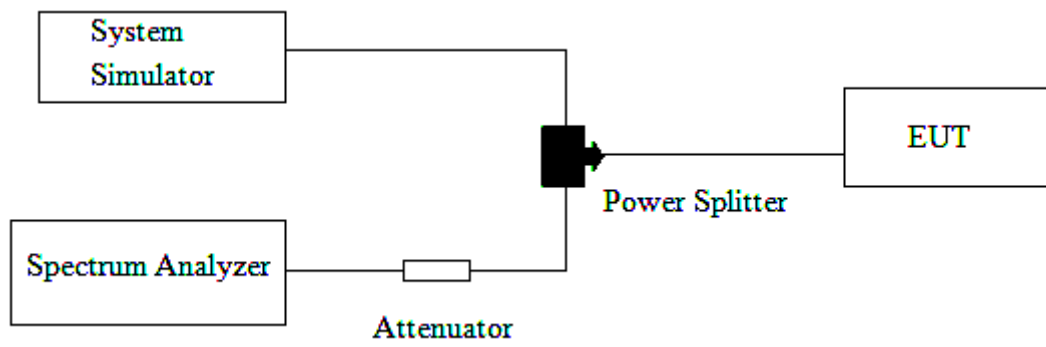 System
Simulator
EUT
Power Splitter
Spectrum Analyzer
Attenuator